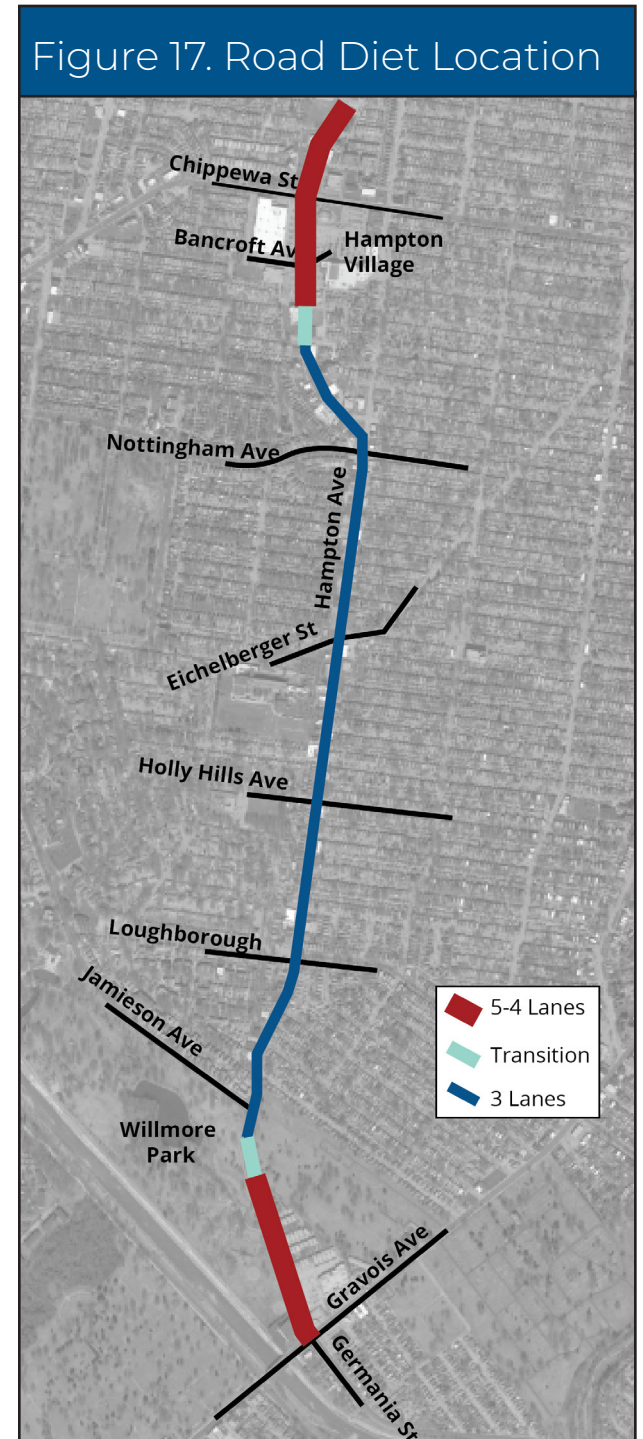 Figure 17. Road Diet Location
Chippewa St
Bancroft Av
Hampton
Village
Nottingham Ave
Hampton Ave
Eichelberger St
Holly Hills Ave
Loughborough
Jamieson Ave
5-4 Lanes
Transition
3 Lanes
Willmore
Park
Gravois Ave
Germania St